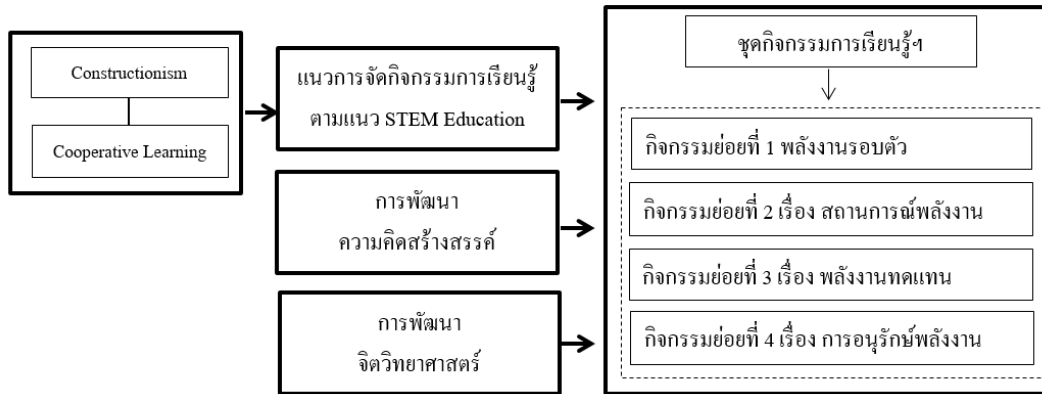 Constructionism
Cooperative Learning
แนวการจัดกิจกรรมการเรียนรู้
ตามแนว STEM Education
การพัฒนา
ความคิดสร้างสรรค์
การพัฒนา
จิตวิทยาศาสตร์
ชุดกิจกรรมการเรียนรู้ฯ
กิจกรรมย่อยที่ 1 พลังงานรอบตัว
กิจกรรมย่อยที่ 2 เรื่อง สถานการณ์พลังงาน
กิจกรรมย่อยที่ 3 เรื่อง พลังงานทดแทน
กิจกรรมย่อยที่ 4 เรื่อง การอนุรักษ์พลังงาน